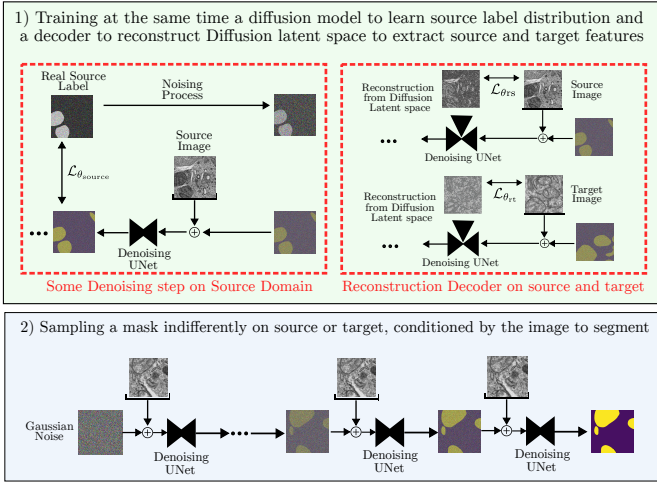 1) Training at the same time a diffusion model to learn source label distribution and
a decoder to reconstruct Diffusion latent space to extract source and target features
Real Source
Label
Noising
Process
Source
Image
ℒθsource
Denoising
UNet
Some Denoising step on Source Domain
Reconstruction
from Diffusion
Latent space
ℒθrs
Source
Image
Denoising UNet
Reconstruction
from Diffusion
Latent space
ℒθrt
Target
Image
Denoising UNet
Reconstruction Decoder on source and target
2) Sampling a mask indifferently on source or target, conditioned by the image to segment
Gaussian
Noise
Denoising
UNet
Denoising
UNet
Denoising
UNet